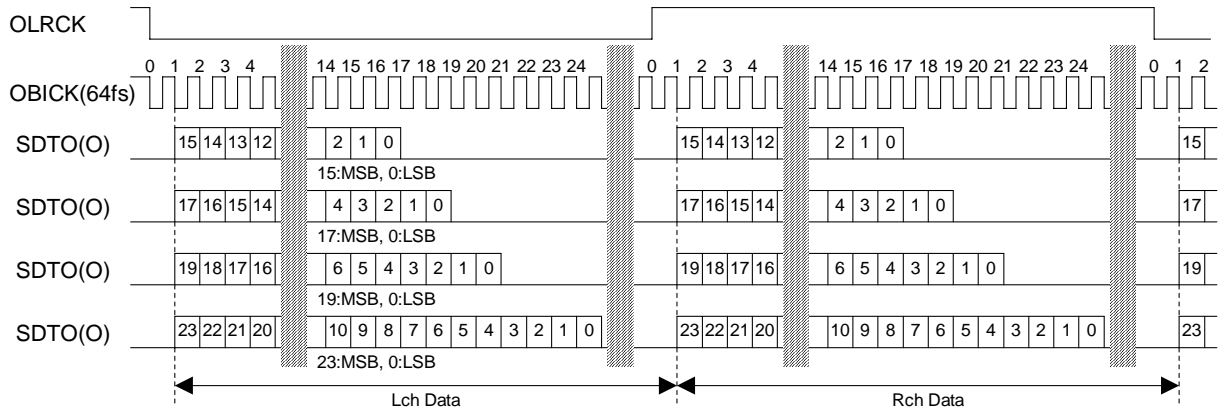 OLRCK
0 1 2 3 4 14 15 16 17 18 19 20 21 22 23 24 0 1 2 3 4 14 15 16 17 18 19 20 21 22 23 24 0 1 2
OBICK(64fs)
SDTO(O) 15 14 13 12 2 1 0 15 14 13 12 2 1 0 15
15:MSB, 0:LSB
SDTO(O) 17 16 15 14 4 3 2 1 0 17 16 15 14 4 3 2 1 0 17
17:MSB, 0:LSB
SDTO(O) 19 18 17 16 6 5 4 3 2 1 0 19 18 17 16 6 5 4 3 2 1 0 19
19:MSB, 0:LSB
SDTO(O) 23 22 21 20 10 9 8 7 6 5 4 3 2 1 0 23 22 21 20 10 9 8 7 6 5 4 3 2 1 0 23
23:MSB, 0:LSB
Lch Data Rch Data